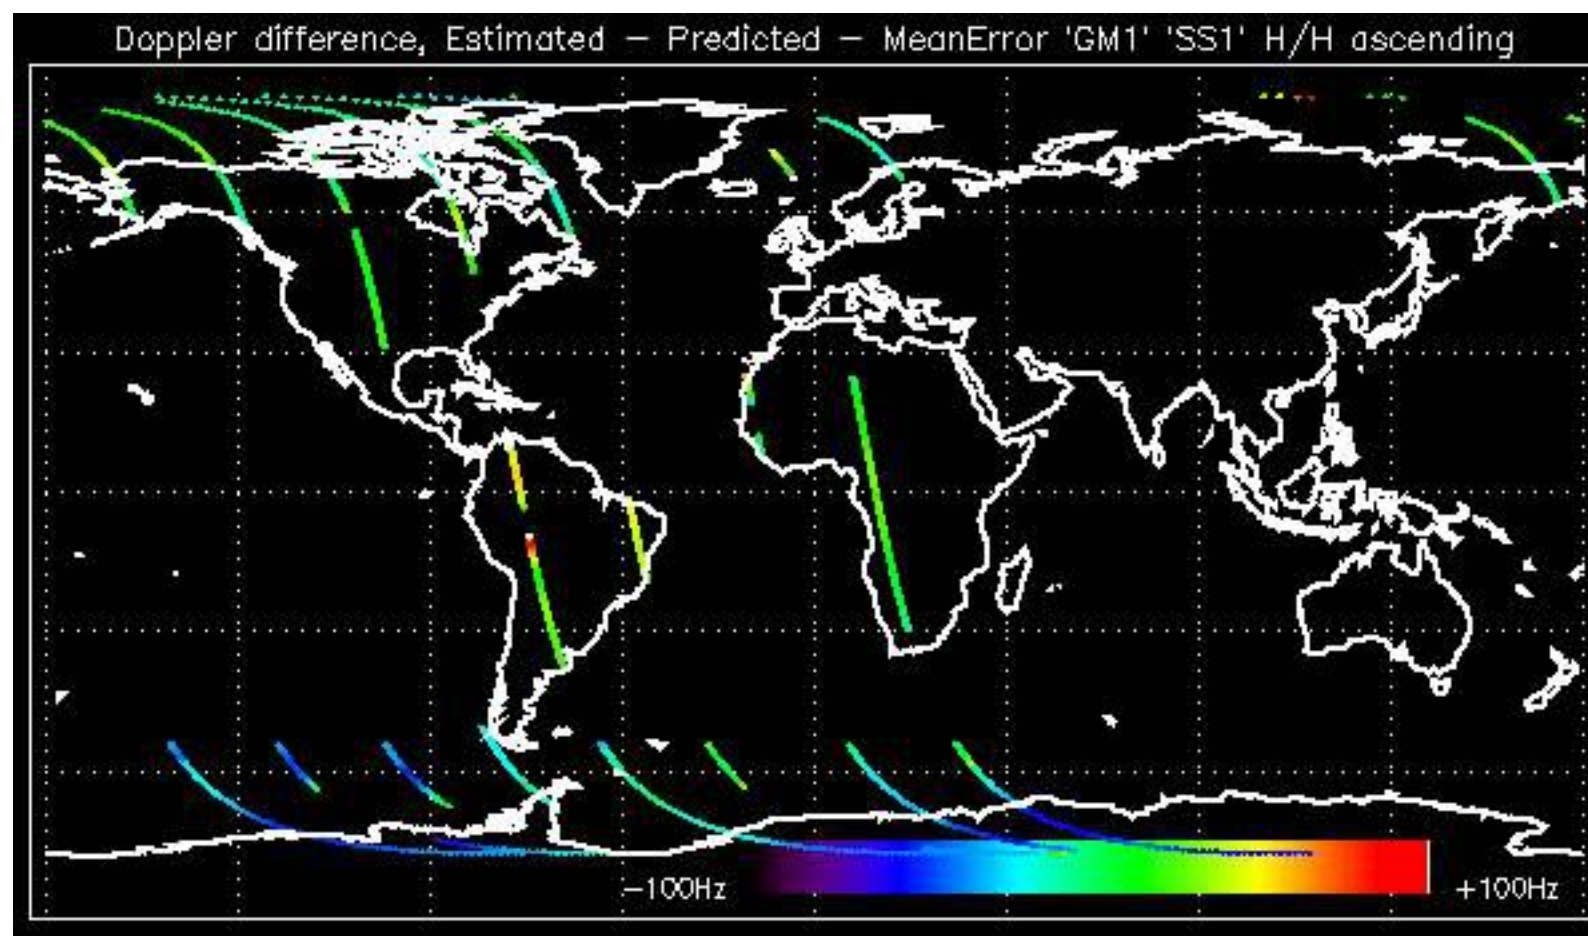 Doppler difference, Estimated — Predicted — MeanError 'GM1' 'SS1' H/H ascending
−100Hz
+100Hz